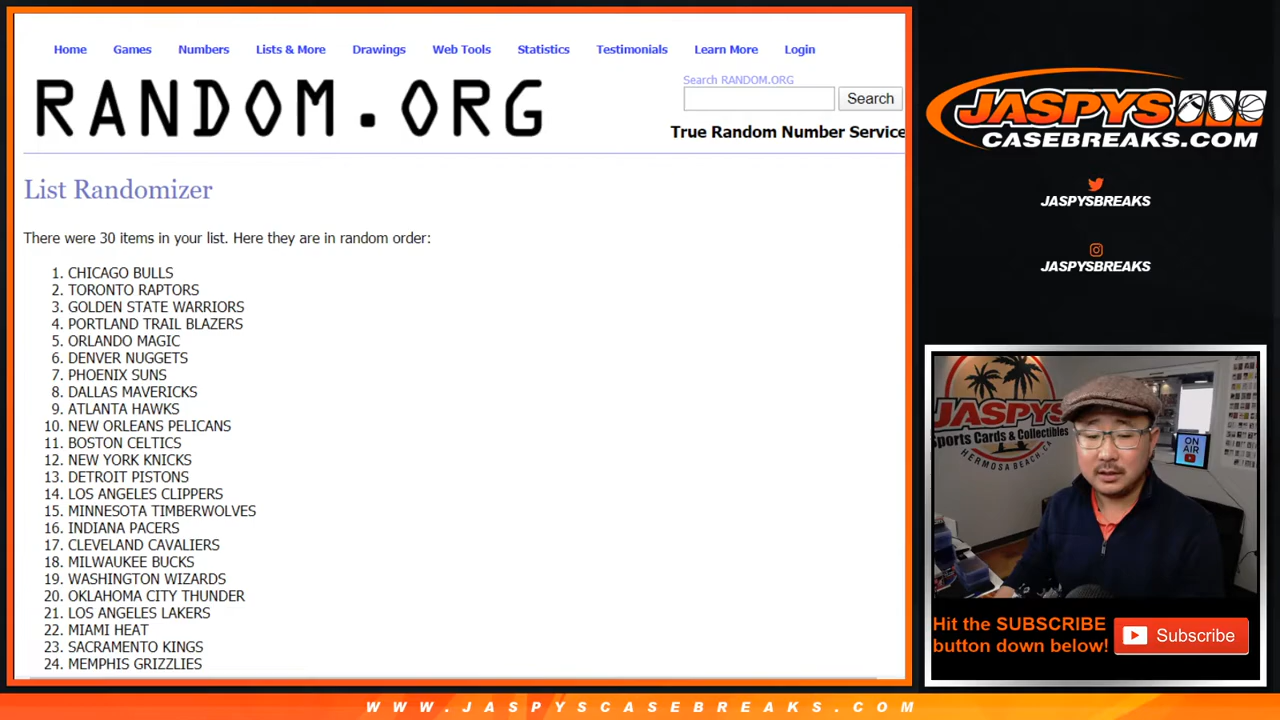 Home Games Numbers Lists & More Drawings Web Tools Statistics Testimonials Learn More Login
RANDOM.ORG
Search RANDOM.ORG
Search
True Random Number Service
List Randomizer
There were 30 items in your list. Here they are in random order:
1. CHICAGO BULLS
2. TORONTO RAPTORS
3. GOLDEN STATE WARRIORS
4. PORTLAND TRAIL BLAZERS
5. ORLANDO MAGIC
6. DENVER NUGGETS
7. PHOENIX SUNS
8. DALLAS MAVERICKS
9. ATLANTA HAWKS
10. NEW ORLEANS PELICANS
11. BOSTON CELTICS
12. NEW YORK KNICKS
13. DETROIT PISTONS
14. LOS ANGELES CLIPPERS
15. MINNESOTA TIMBERWOLVES
16. INDIANA PACERS
17. CLEVELAND CAVALIERS
18. MILWAUKEE BUCKS
19. WASHINGTON WIZARDS
20. OKLAHOMA CITY THUNDER
21. LOS ANGELES LAKERS
22. MIAMI HEAT
23. SACRAMENTO KINGS
24. MEMPHIS GRIZZLIES
JASPYS
CASEBREAKS.COM
JASPYSBREAKS
JASPYSBREAKS
JASPYS
Sports Cards & Collectibles
HERMOSA BEACH, CA
ON
AIR
Hit the SUBSCRIBE
button down below!
Subscribe
WWW.JASPYSCASEBREAKS.COM